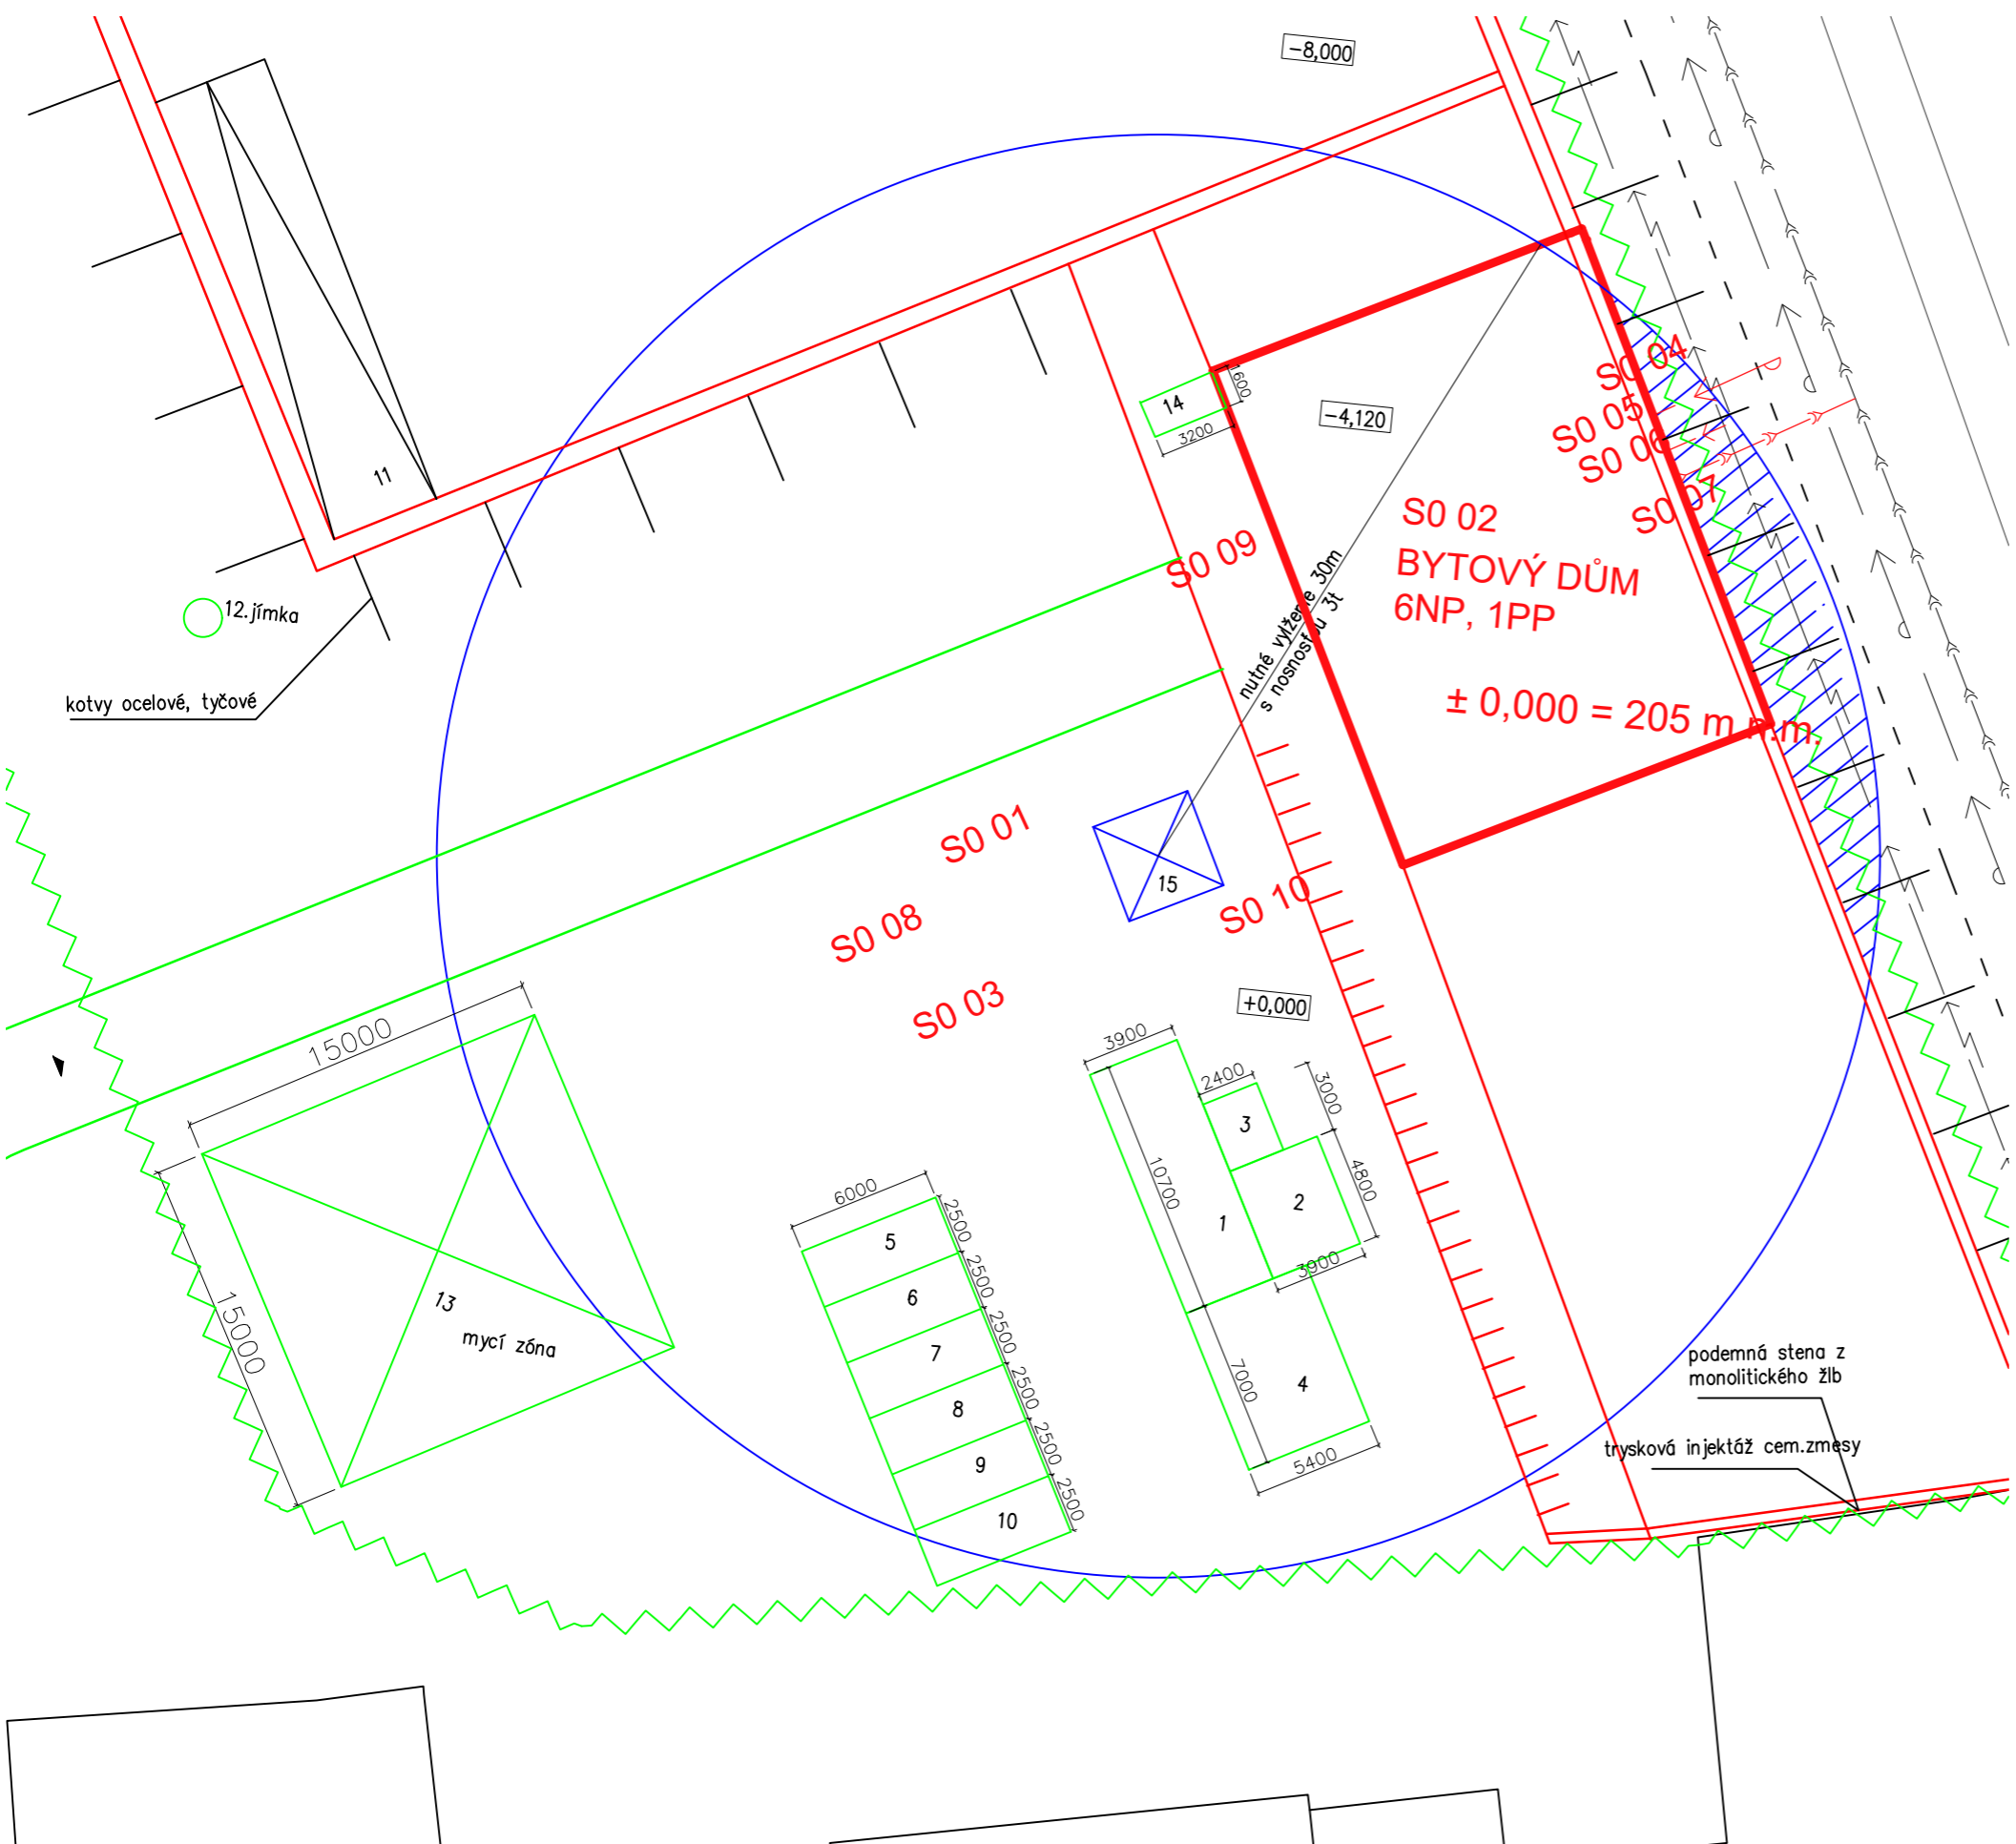 -8,000
11
14
600
3200
-4,120
S0 04
S0 05
S0 06
S0 07
S0 02
BYTOVÝ DŮM
6NP, 1PP
± 0,000 = 205 m n.m.
S0 09
nutné vylžení 30m
s nosnosťou 3t
12.jímka
kotvy ocelové, tyčové
S0 01
15
S0 10
S0 08
S0 03
+0,000
15000
15000
13
mycí zóna
3900
2400
3000
3
10700
4800
2
1
3900
6000
5
2500
6
2500
7
2500
8
2500
9
2500
10
2500
7000
4
5400
podemná stena z
monolitického žlb
trysková injektáž cem.zmesy